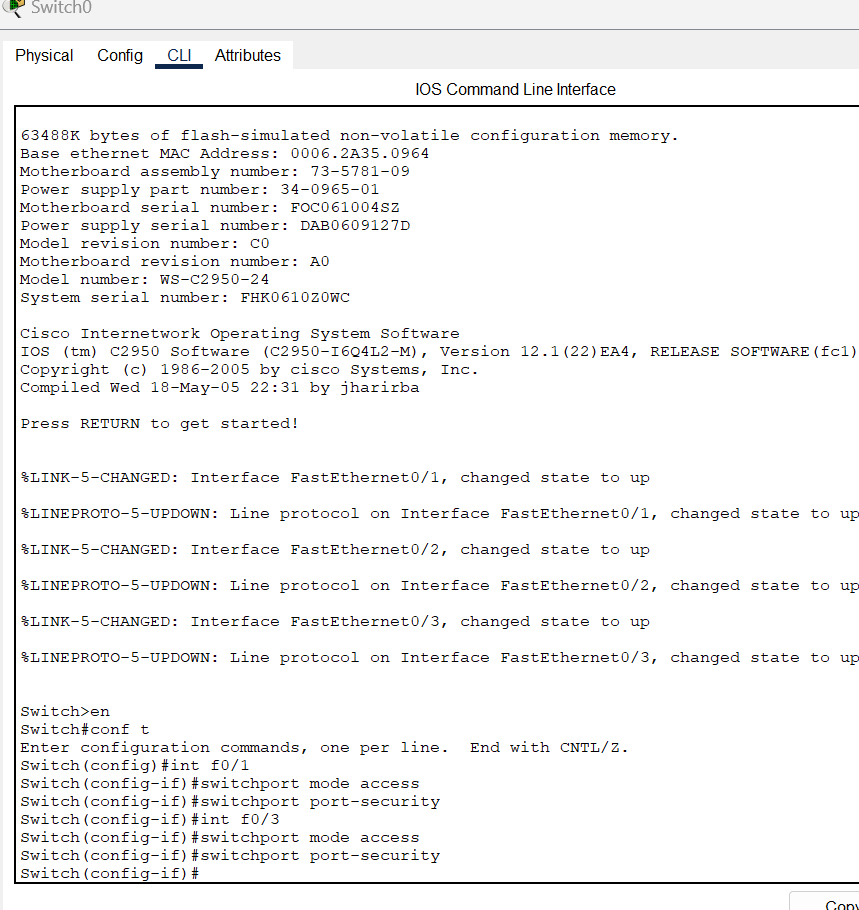 Switch0
Physical Config CLI Attributes
IOS Command Line Interface
63488K bytes of flash-simulated non-volatile configuration memory.
Base ethernet MAC Address: 0006.2A35.0964
Motherboard assembly number: 73-5781-09
Power supply part number: 34-0965-01
Motherboard serial number: FOC061004SZ
Power supply serial number: DAB0609127D
Model revision number: C0
Motherboard revision number: A0
Model number: WS-C2950-24
System serial number: FHK0610Z0WC
Cisco Internetwork Operating System Software
IOS (tm) C2950 Software (C2950-I6Q4L2-M), Version 12.1(22)EA4, RELEASE SOFTWARE(fc1)
Copyright (c) 1986-2005 by cisco Systems, Inc.
Compiled Wed 18-May-05 22:31 by jharirba
Press RETURN to get started!
%LINK-5-CHANGED: Interface FastEthernet0/1, changed state to up
%LINEPROTO-5-UPDOWN: Line protocol on Interface FastEthernet0/1, changed state to up
%LINK-5-CHANGED: Interface FastEthernet0/2, changed state to up
%LINEPROTO-5-UPDOWN: Line protocol on Interface FastEthernet0/2, changed state to up
%LINK-5-CHANGED: Interface FastEthernet0/3, changed state to up
%LINEPROTO-5-UPDOWN: Line protocol on Interface FastEthernet0/3, changed state to up
Switch>en
Switch#conf t
Enter configuration commands, one per line.  End with CNTL/Z.
Switch(config)#int f0/1
Switch(config-if)#switchport mode access
Switch(config-if)#switchport port-security
Switch(config-if)#int f0/3
Switch(config-if)#switchport mode access
Switch(config-if)#switchport port-security
Switch(config-if)#